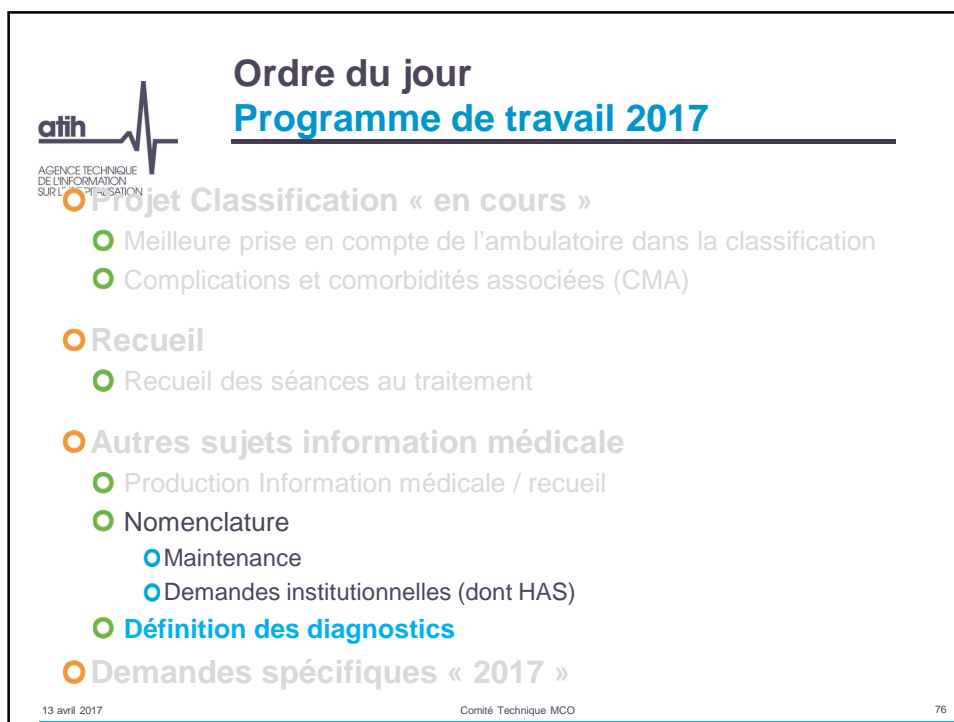 Ordre du jour
Programme de travail 2017
atih
AGENCE TECHNIQUE
DE L'INFORMATION
SUR L'HOSPITALISATION
Projet Classification « en cours »
Meilleure prise en compte de l'ambulatoire dans la classification
Complications et comorbidités associées (CMA)
Recueil
Recueil des séances au traitement
Autres sujets information médicale
Production Information médicale / recueil
Nomenclature
Maintenance
Demandes institutionnelles (dont HAS)
Définition des diagnostics
Demandes spécifiques « 2017 »
13 avril 2017
Comité Technique MCO
76